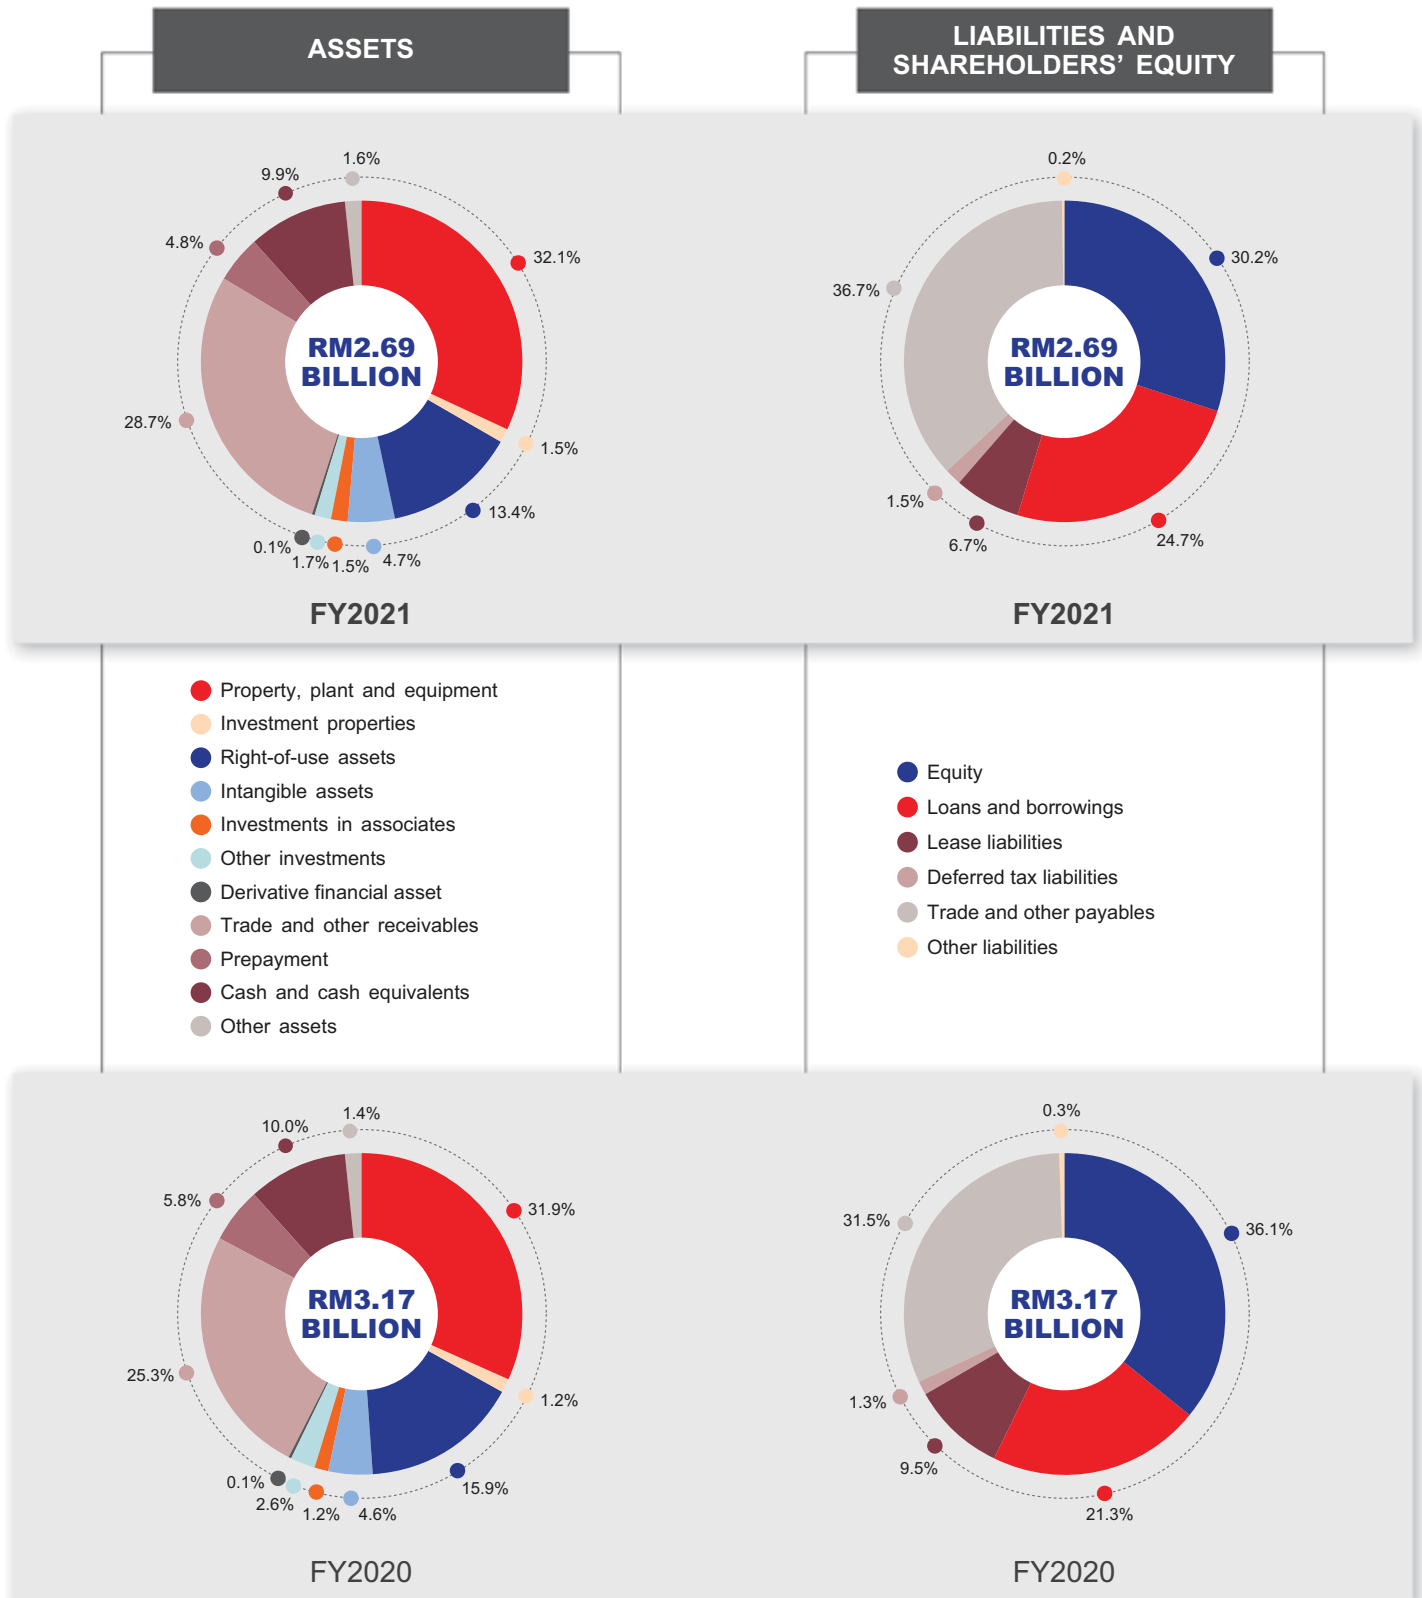 ASSETS
LIABILITIES AND
SHAREHOLDERS’ EQUITY
1.6%
9.9%
4.8%
32.1%
RM2.69
BILLION
28.7%
1.5%
13.4%
0.1%
1.7%
1.5%
4.7%
FY2021
0.2%
30.2%
36.7%
RM2.69
BILLION
1.5%
6.7%
24.7%
FY2021
Property, plant and equipment
Investment properties
Right-of-use assets
Intangible assets
Investments in associates
Other investments
Derivative financial asset
Trade and other receivables
Prepayment
Cash and cash equivalents
Other assets
Equity
Loans and borrowings
Lease liabilities
Deferred tax liabilities
Trade and other payables
Other liabilities
1.4%
10.0%
5.8%
31.9%
RM3.17
BILLION
25.3%
1.2%
15.9%
0.1%
2.6%
1.2%
4.6%
FY2020
0.3%
36.1%
31.5%
RM3.17
BILLION
1.3%
9.5%
21.3%
FY2020